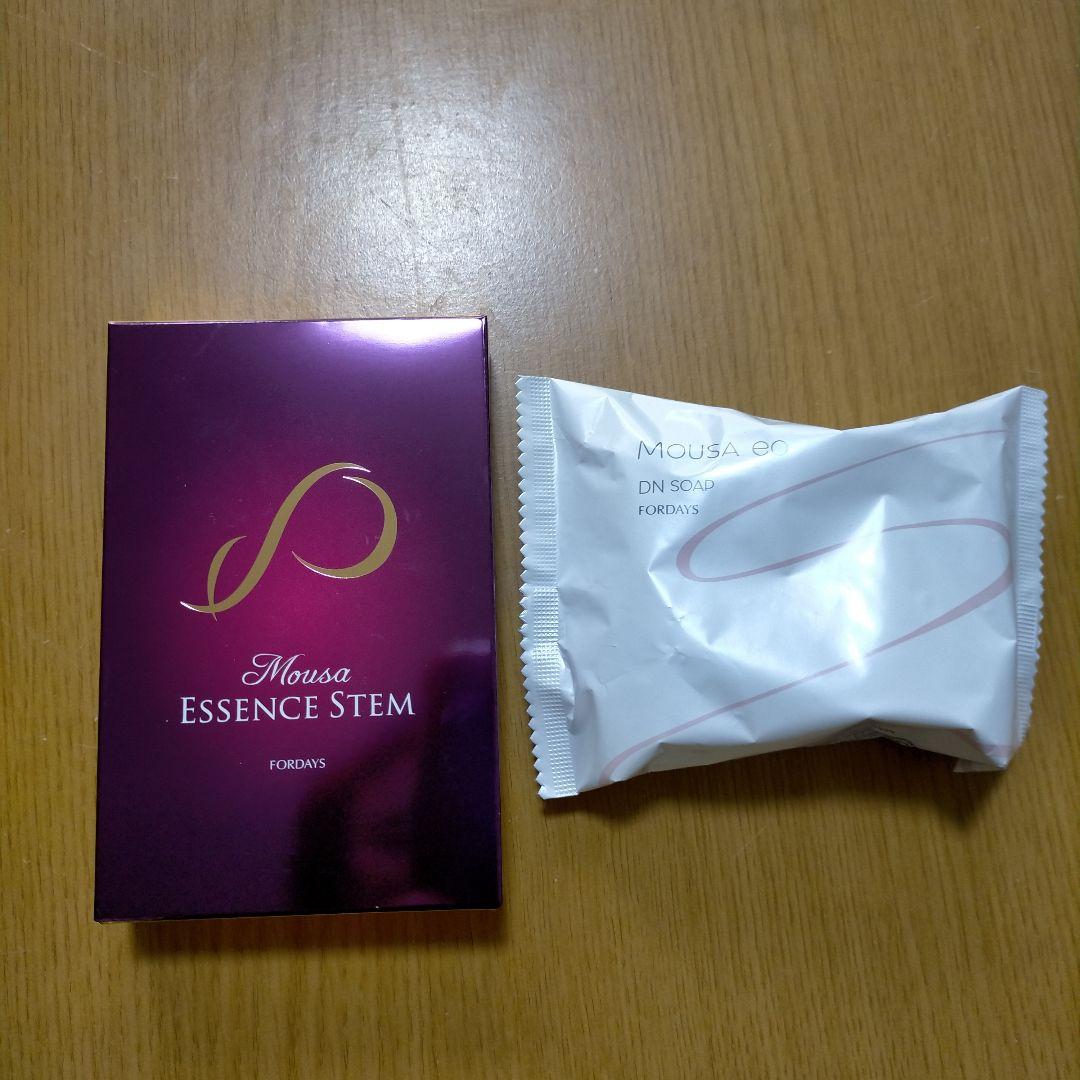 Mousa
ESSENCE STEM
FORDAYS
MOUSA eo
DN SOAP
FORDAYS